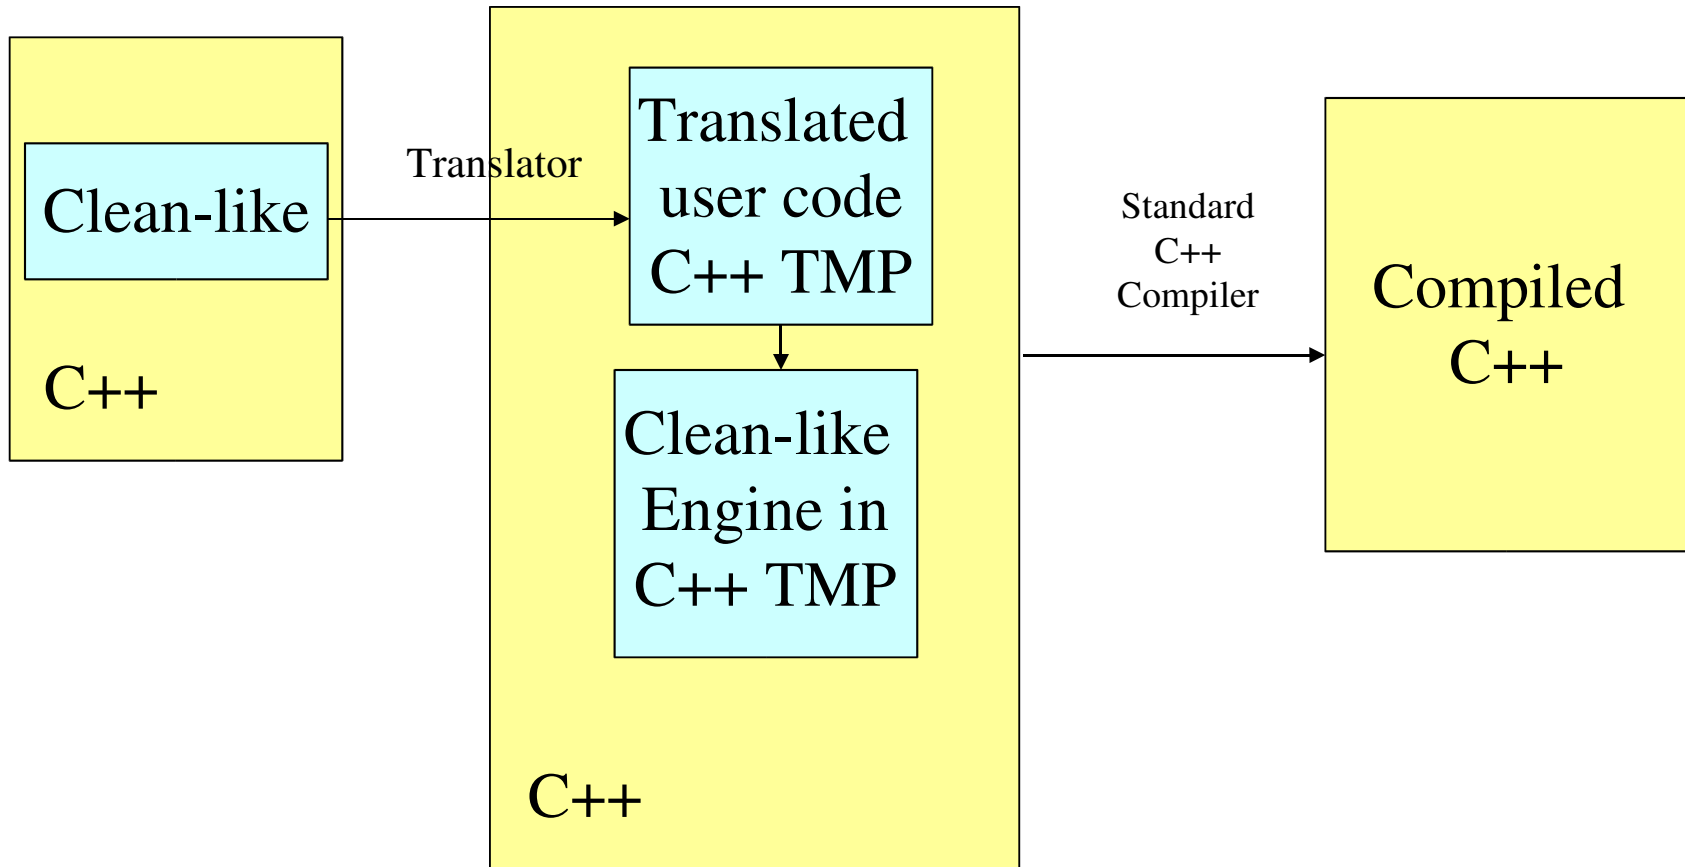 Clean-like
C++
Translator
Translated
user code
C++ TMP
Clean-like
Engine in
C++ TMP
C++
Standard
C++
Compiler
Compiled
C++